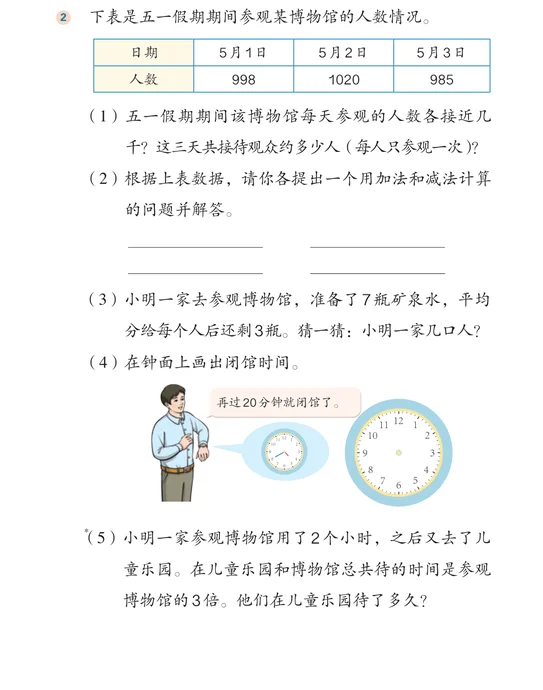 2 下表是五一假期期间参观某博物馆的人数情况。
日期 5月1日 5月2日 5月3日
人数 998 1020 985
（1）五一假期期间该博物馆每天参观的人数各接近几
千？这三天共接待观众约多少人（每人只参观一次）？
（2）根据上表数据，请你各提出一个用加法和减法计算
的问题并解答。
（3）小明一家去参观博物馆，准备了7瓶矿泉水，平均
分给每个人后还剩3瓶。猜一猜：小明一家几口人？
（4）在钟面上画出闭馆时间。
再过20分钟就闭馆了。
12 1 2 3 4 5 6 7 8 9 10 11
*（5）小明一家参观博物馆用了2个小时，之后又去了儿
童乐园。在儿童乐园和博物馆总共待的时间是参观
博物馆的3倍。他们在儿童乐园待了多久？